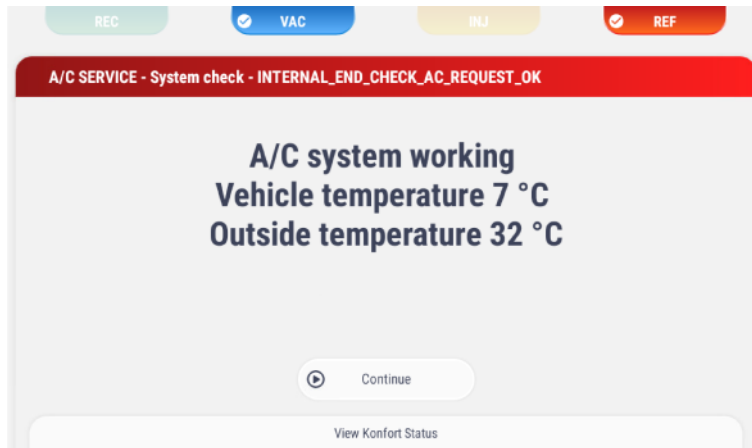 REC VAC INJ REF
A/C SERVICE - System check - INTERNAL_END_CHECK_AC_REQUEST_OK
A/C system working
Vehicle temperature 7 °C
Outside temperature 32 °C
Continue
View Konfort Status